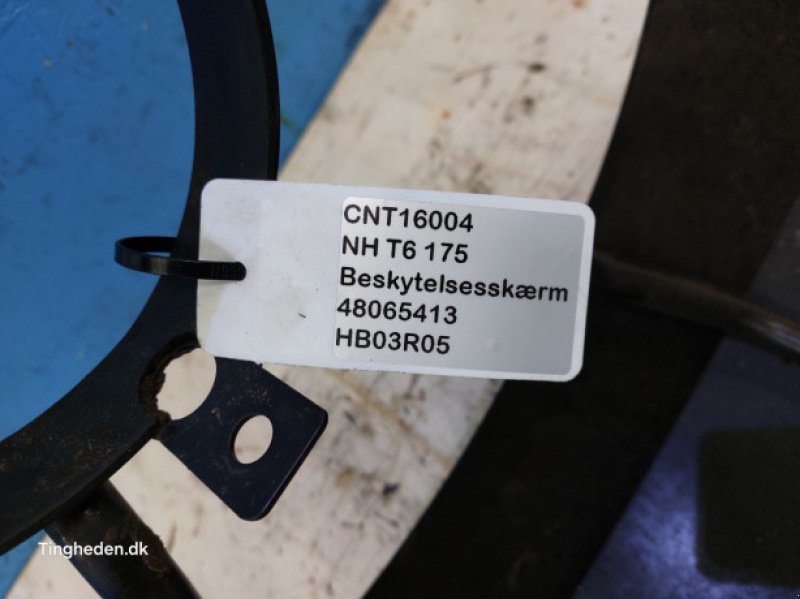 CNT16004
NH T6 175
Beskytelsesskærm
48065413
HB03R05
Tingheden.dk